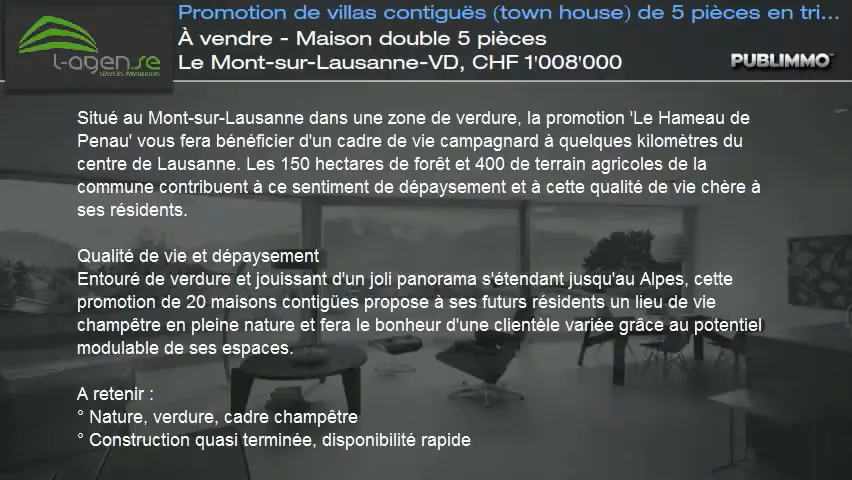 Promotion de villas contiguës (town house) de 5 pièces en tri...
À vendre - Maison double 5 pièces
Le Mont-sur-Lausanne-VD, CHF 1'008'000
L-agen.se
SERVICES IMMOBILIERS
PUBLIMMO
Situé au Mont-sur-Lausanne dans une zone de verdure, la promotion 'Le Hameau de
Penau' vous fera bénéficier d'un cadre de vie campagnard à quelques kilomètres du
centre de Lausanne. Les 150 hectares de forêt et 400 de terrain agricoles de la
commune contribuent à ce sentiment de dépaysement et à cette qualité de vie chère à
ses résidents.
Qualité de vie et dépaysement
Entouré de verdure et jouissant d'un joli panorama s'étendant jusqu'au Alpes, cette
promotion de 20 maisons contigües propose à ses futurs résidents un lieu de vie
champêtre en pleine nature et fera le bonheur d'une clientèle variée grâce au potentiel
modulable de ses espaces.
A retenir :
° Nature, verdure, cadre champêtre
° Construction quasi terminée, disponibilité rapide